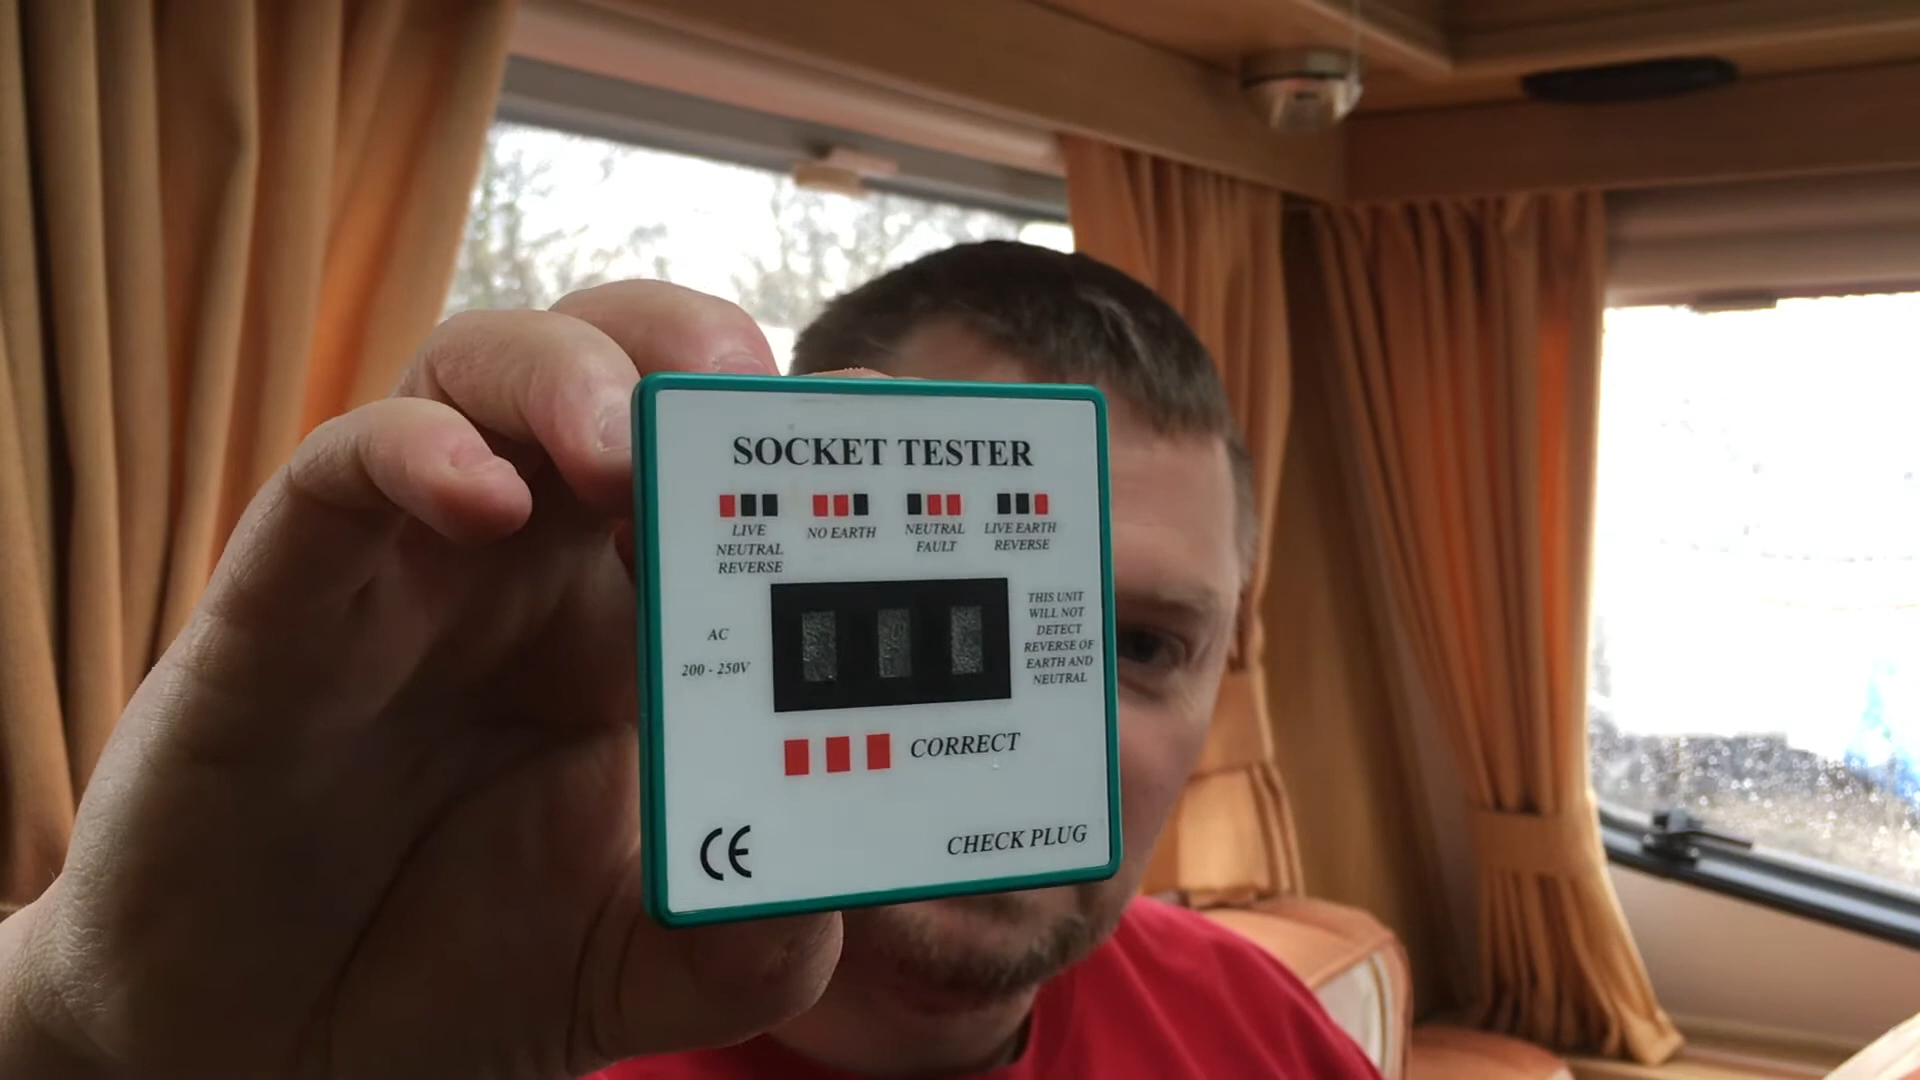 SOCKET TESTER
LIVE
NEUTRAL
REVERSE
NO EARTH
NEUTRAL
FAULT
LIVE EARTH
REVERSE
AC
200 - 250V
THIS UNIT
WILL NOT
DETECT
REVERSE OF
EARTH AND
NEUTRAL
CORRECT
CE
CHECK PLUG